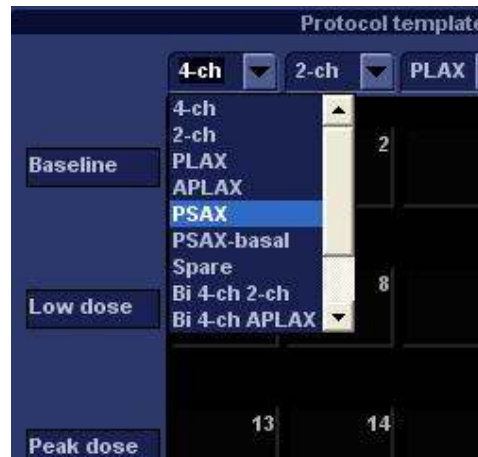 Protocol template
4-ch 2-ch PLAX
4-ch
2-ch
PLAX
APLAX
PSAX
PSAX-basal
Spare
Bi 4-ch 2-ch
Bi 4-ch APLAX
Baseline
2
Low dose
8
Peak dose
13 14